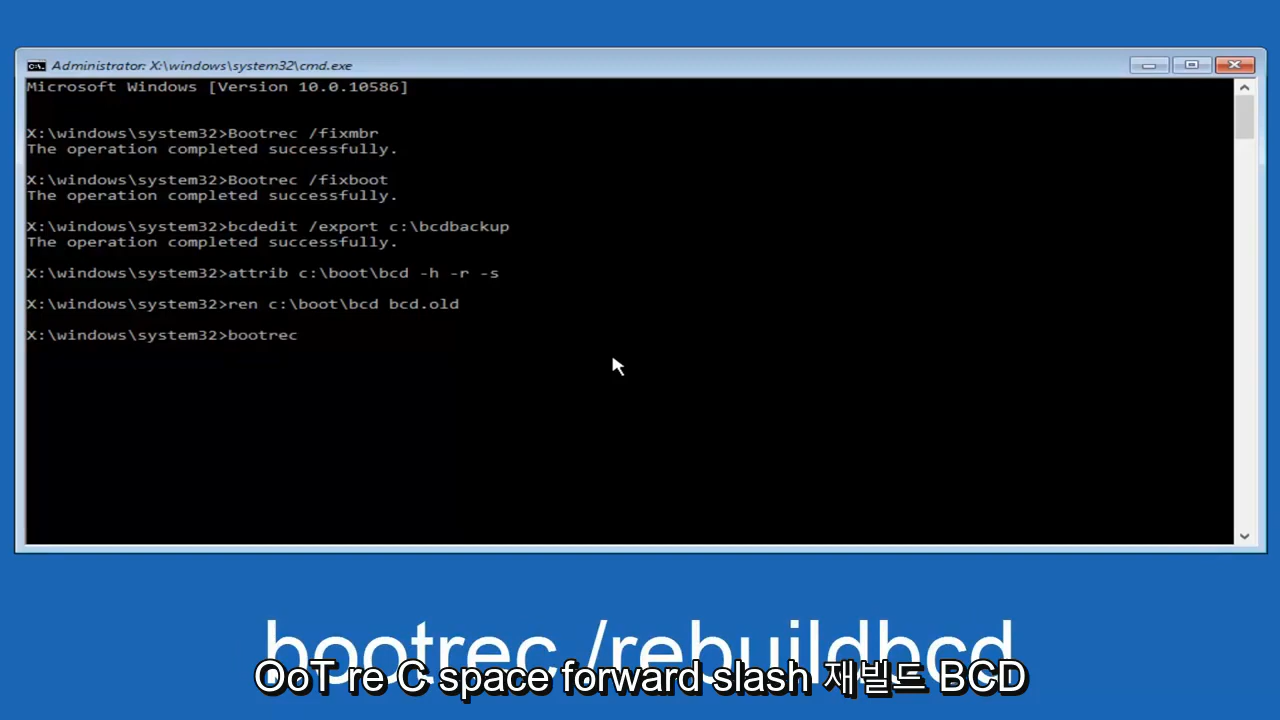 Administrator: X:\windows\system32\cmd.exe
Microsoft Windows [Version 10.0.10586]
X:\windows\system32>Bootrec /fixmbr
The operation completed successfully.
X:\windows\system32>Bootrec /fixboot
The operation completed successfully.
X:\windows\system32>bcdedit /export c:\bcdbackup
The operation completed successfully.
X:\windows\system32>attrib c:\boot\bcd -h -r -s
X:\windows\system32>ren c:\boot\bcd bcd.old
X:\windows\system32>bootrec
bootrec /rebuildbcd
OoT re C space forward slash 재빌드 BCD